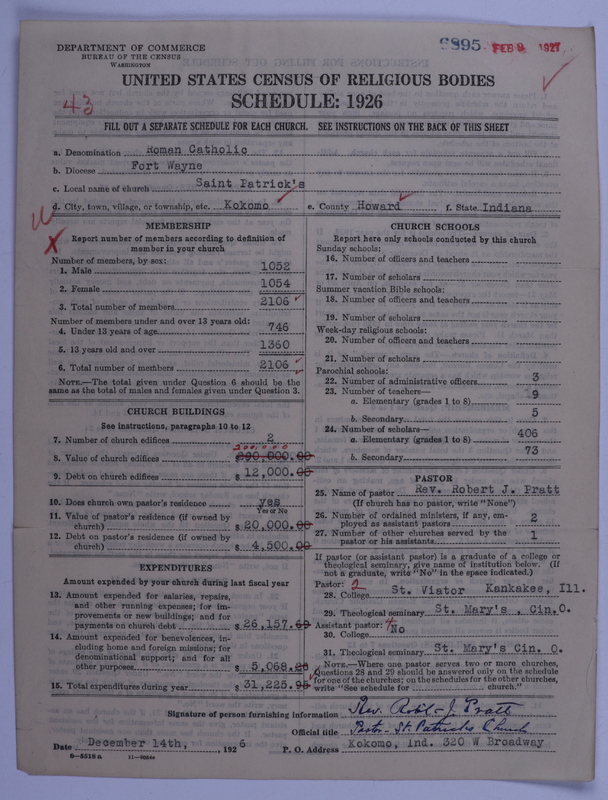 DEPARTMENT OF COMMERCE
BUREAU OF THE CENSUS
WASHINGTON
6895 FEB 9 1927
UNITED STATES CENSUS OF RELIGIOUS BODIES
SCHEDULE: 1926
43
FILL OUT A SEPARATE SCHEDULE FOR EACH CHURCH. SEE INSTRUCTIONS ON THE BACK OF THIS SHEET
a. Denomination Roman Catholic
b. Diocese Fort Wayne
c. Local name of church Saint Patrick's
d. City, town, village, or township, etc. Kokomo e. County Howard f. State Indiana
MEMBERSHIP
Report number of members according to definition of
member in your church
Number of members, by sex:
1. Male 1052
2. Female 1054
3. Total number of members 2106
Number of members under and over 13 years old:
4. Under 13 years of age 746
5. 13 years old and over 1360
6. Total number of members 2106
NOTE.—The total given under Question 6 should be the
same as the total of males and females given under Question 3.
CHURCH BUILDINGS
See instructions, paragraphs 10 to 12
7. Number of church edifices 2
200,000
8. Value of church edifices $ 200,000.00
9. Debt on church edifices $ 12,000.00
10. Does church own pastor's residence yes
Yes or No
11. Value of pastor's residence (if owned by
church) $ 20,000.00
12. Debt on pastor's residence (if owned by
church) $ 4,500.00
EXPENDITURES
Amount expended by your church during last fiscal year
13. Amount expended for salaries, repairs,
and other running expenses; for im-
provements or new buildings; and for
payments on church debt $ 26,157.69
14. Amount expended for benevolences, in-
cluding home and foreign missions; for
denominational support; and for all
other purposes $ 5,068.26
15. Total expenditures during year $ 31,225.95
CHURCH SCHOOLS
Report here only schools conducted by this church
Sunday schools:
16. Number of officers and teachers
17. Number of scholars
Summer vacation Bible schools:
18. Number of officers and teachers
19. Number of scholars
Week-day religious schools:
20. Number of officers and teachers
21. Number of scholars
Parochial schools:
22. Number of administrative officers 3
23. Number of teachers—
a. Elementary (grades 1 to 8) 9
b. Secondary 5
24. Number of scholars—
a. Elementary (grades 1 to 8) 406
b. Secondary 73
PASTOR
25. Name of pastor Rev. Robert J. Pratt
(If church has no pastor, write "None")
26. Number of ordained ministers, if any, em-
ployed as assistant pastors 2
27. Number of other churches served by the
pastor or his assistants 1
If pastor (or assistant pastor) is a graduate of a college or
theological seminary, give name of institution below. (If
not a graduate, write "No" in the space indicated.)
Pastor: 2
28. College St. Viator Kankakee, Ill.
29. Theological seminary St. Mary's, Cin.O.
Assistant pastor:
30. College No
31. Theological seminary St. Mary's Cin. O.
NOTE.—Where one pastor serves two or more churches,
Questions 28 and 29 should be answered only on the schedule
for one of the churches; on the schedules for the other churches,
write "See schedule for church."
Signature of person furnishing information Rev. Robt. J. Pratt
Official title Pastor - St. Patricks Church
Date December 14th, 1926 P. O. Address Kokomo, Ind. 320 W Broadway
8—5518 a